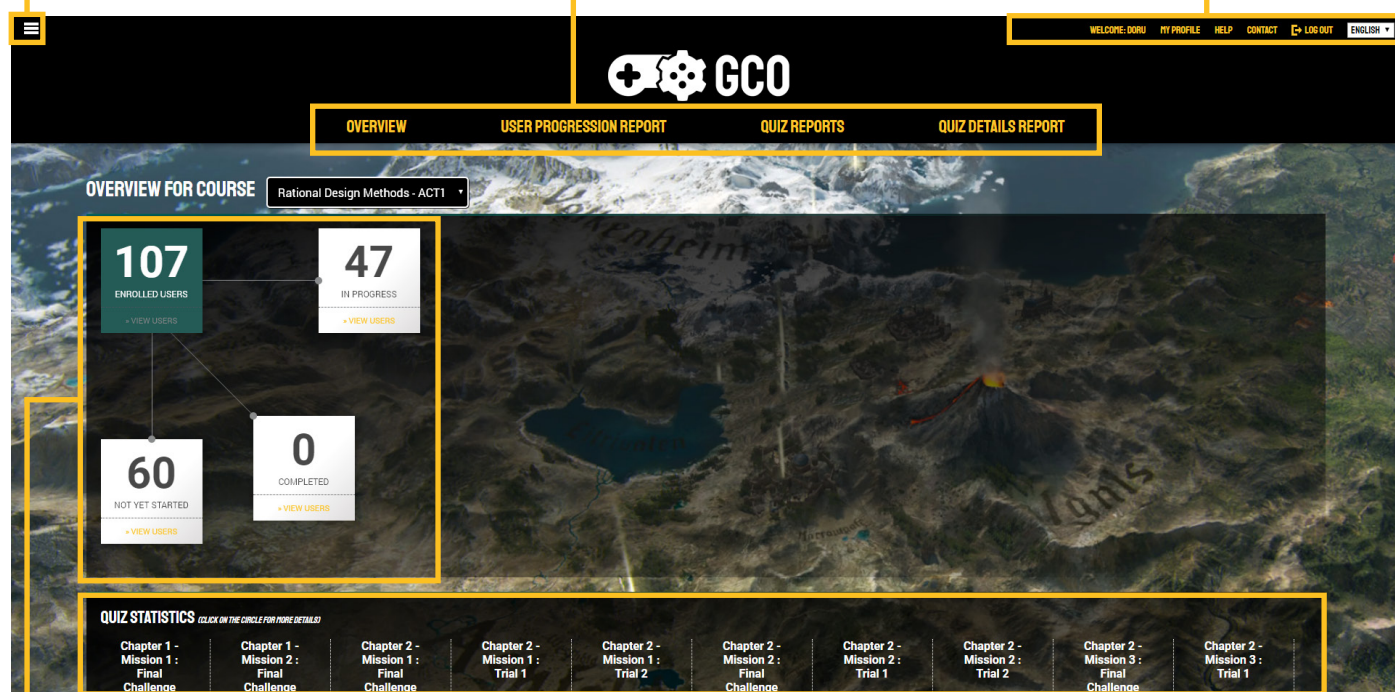 WELCOME: DORU MY PROFILE HELP CONTACT LOG OUT ENGLISH
GCO
OVERVIEW USER PROGRESSION REPORT QUIZ REPORTS QUIZ DETAILS REPORT
OVERVIEW FOR COURSE Rational Design Methods - ACT1
107
ENROLLED USERS
» VIEW USERS
47
IN PROGRESS
» VIEW USERS
60
NOT YET STARTED
» VIEW USERS
0
COMPLETED
» VIEW USERS
QUIZ STATISTICS (CLICK ON THE CIRCLE FOR MORE DETAILS)
Chapter 1 -
Mission 1 :
Final
Challenge
Chapter 1 -
Mission 2 :
Final
Challenge
Chapter 2 -
Mission 1 :
Final
Challenge
Chapter 2 -
Mission 1 :
Trial 1
Chapter 2 -
Mission 1 :
Trial 2
Chapter 2 -
Mission 2 :
Final
Challenge
Chapter 2 -
Mission 2 :
Trial 1
Chapter 2 -
Mission 2 :
Trial 2
Chapter 2 -
Mission 3 :
Final
Challenge
Chapter 2 -
Mission 3 :
Trial 1